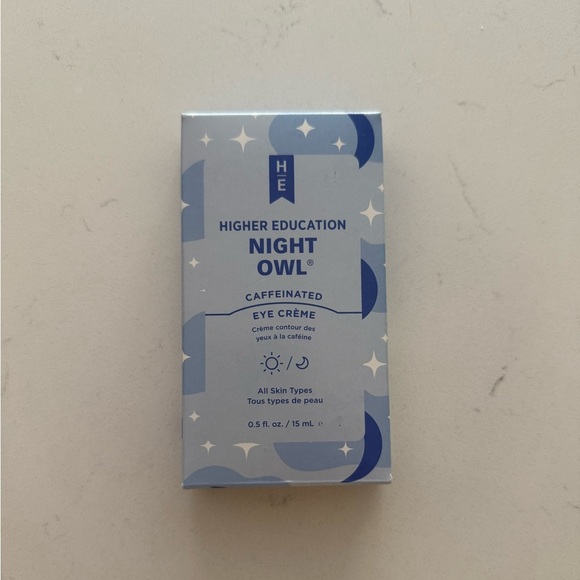 H
E
HIGHER EDUCATION
NIGHT
OWL®
CAFFEINATED
EYE CRÈME
Crème contour des
yeux à la caféine
/
All Skin Types
Tous types de peau
0.5 fl. oz. / 15 mL ℮